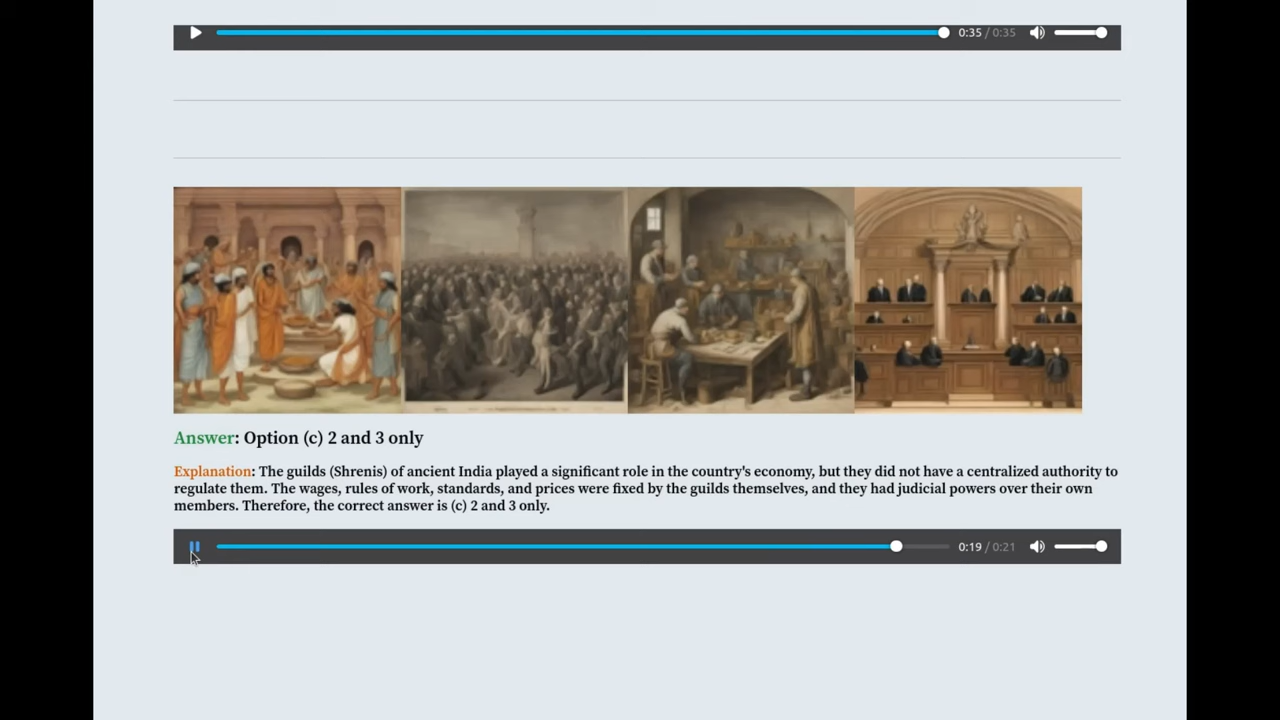 0:35 / 0:35
Answer: Option (c) 2 and 3 only
Explanation: The guilds (Shrenis) of ancient India played a significant role in the country's economy, but they did not have a centralized authority to
regulate them. The wages, rules of work, standards, and prices were fixed by the guilds themselves, and they had judicial powers over their own
members. Therefore, the correct answer is (c) 2 and 3 only.
0:19 / 0:21